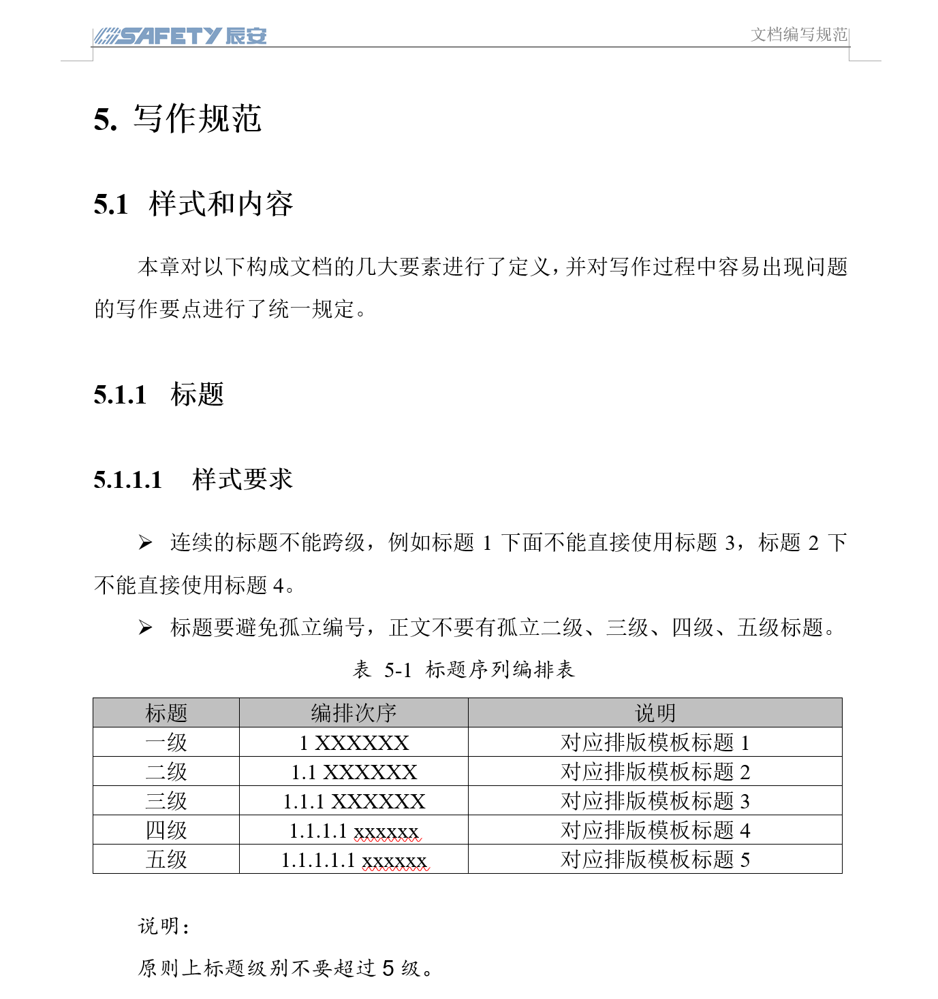 GSAFETY 辰安 文档编写规范
5. 写作规范
5.1 样式和内容
本章对以下构成文档的几大要素进行了定义，并对写作过程中容易出现问题
的写作要点进行了统一规定。
5.1.1 标题
5.1.1.1 样式要求
➢ 连续的标题不能跨级，例如标题 1 下面不能直接使用标题 3，标题 2 下
不能直接使用标题 4。
➢ 标题要避免孤立编号，正文不要有孤立二级、三级、四级、五级标题。
表 5-1 标题序列编排表
标题 编排次序 说明
一级 1 XXXXXX 对应排版模板标题 1
二级 1.1 XXXXXX 对应排版模板标题 2
三级 1.1.1 XXXXXX 对应排版模板标题 3
四级 1.1.1.1 xxxxxx 对应排版模板标题 4
五级 1.1.1.1.1 xxxxxx 对应排版模板标题 5
说明：
原则上标题级别不要超过 5 级。